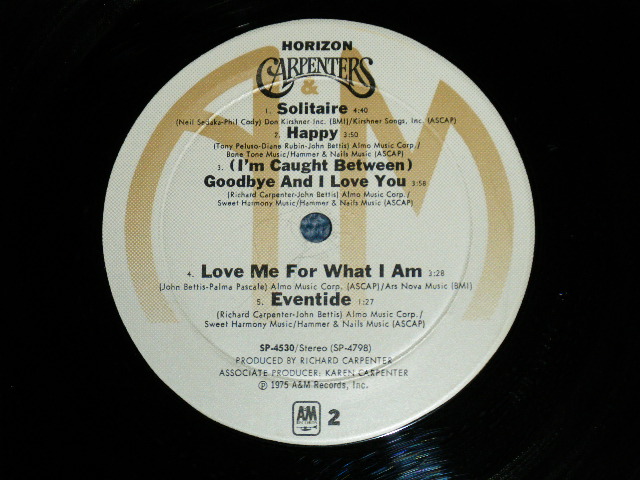 HORIZON
CARPENTERS
&
1. Solitaire 4:40
(Neil Sedaka-Phil Cody) Don Kirshner Inc. (BMI)/Kirshner Songs, Inc. (ASCAP)
2. Happy 3:50
(Tony Peluso-Diane Rubin-John Bettis) Almo Music Corp./
Bone Tone Music/Hammer & Nails Music (ASCAP)
3. (I'm Caught Between)
Goodbye And I Love You 3:58
(Richard Carpenter-John Bettis) Almo Music Corp./
Sweet Harmony Music/Hammer & Nails Music (ASCAP)
4. Love Me For What I Am 3:28
(John Bettis-Palma Pascale) Almo Music Corp. (ASCAP)/Ars Nova Music (BMI)
5. Eventide 1:27
(Richard Carpenter-John Bettis) Almo Music Corp./
Sweet Harmony Music/Hammer & Nails Music (ASCAP)
SP-4530/Stereo (SP-4798)
PRODUCED BY RICHARD CARPENTER
ASSOCIATE PRODUCER: KAREN CARPENTER
℗ 1975 A&M Records, Inc.
A&M
RECORDS
2